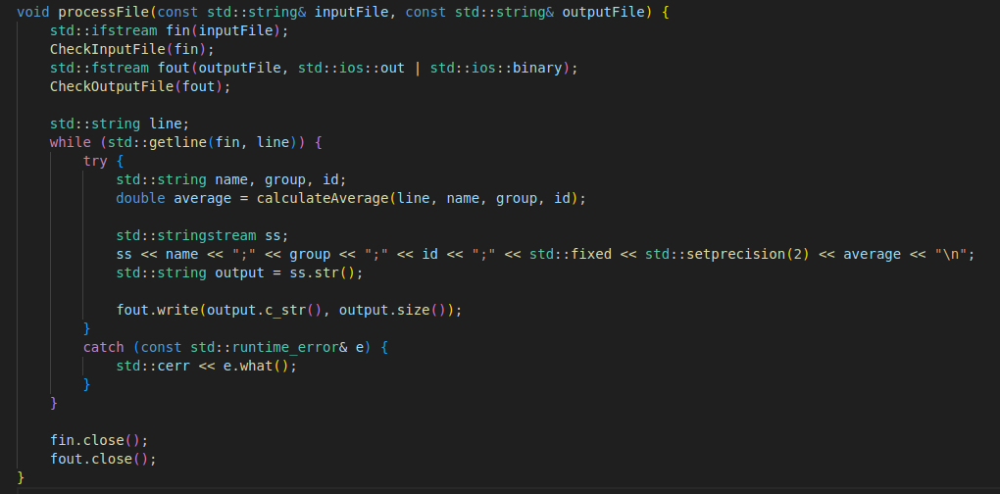 void processFile(const std::string& inputFile, const std::string& outputFile) {
    std::ifstream fin(inputFile);
    CheckInputFile(fin);
    std::fstream fout(outputFile, std::ios::out | std::ios::binary);
    CheckOutputFile(fout);

    std::string line;
    while (std::getline(fin, line)) {
        try {
            std::string name, group, id;
            double average = calculateAverage(line, name, group, id);

            std::stringstream ss;
            ss << name << ";" << group << ";" << id << ";" << std::fixed << std::setprecision(2) << average << "\n";
            std::string output = ss.str();

            fout.write(output.c_str(), output.size());
        }
        catch (const std::runtime_error& e) {
            std::cerr << e.what();
        }
    }

    fin.close();
    fout.close();
}